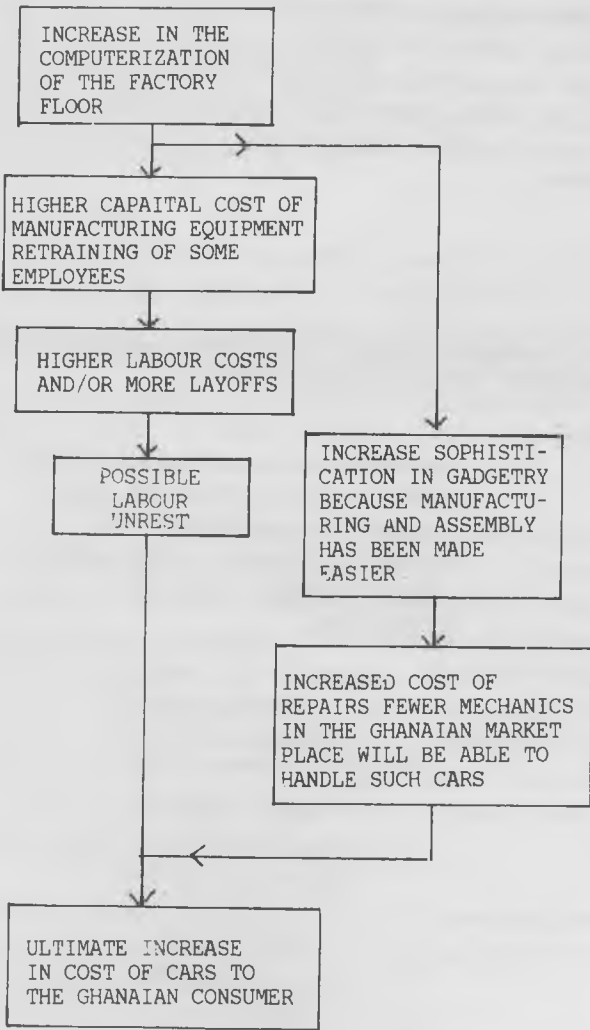 INCREASE IN THE
COMPUTERIZATION
OF THE FACTORY
FLOOR
HIGHER CAPAITAL COST OF
MANUFACTURING EQUIPMENT
RETRAINING OF SOME
EMPLOYEES
HIGHER LABOUR COSTS
AND/OR MORE LAYOFFS
POSSIBLE
LABOUR
UNREST
INCREASE SOPHISTI-
CATION IN GADGETRY
BECAUSE MANUFACTU-
RING AND ASSEMBLY
HAS BEEN MADE
EASIER
INCREASED COST OF
REPAIRS FEWER MECHANICS
IN THE GHANAIAN MARKET
PLACE WILL BE ABLE TO
HANDLE SUCH CARS
ULTIMATE INCREASE
IN COST OF CARS TO
THE GHANAIAN CONSUMER